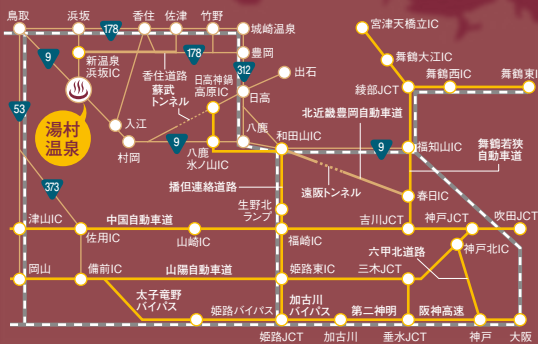 鳥取
浜坂
香住
佐津
竹野
城崎温泉
宮津天橋立IC
178
9
新温泉
浜坂IC
178
豊岡
舞鶴大江IC
香住道路
蘇武
トンネル
日高神鍋
高原IC
312
出石
綾部JCT
舞鶴西IC
舞鶴東IC
日高
53
湯村
温泉
入江
村岡
9
八鹿
氷ノ山IC
八鹿
和田山IC
北近畿豊岡自動車道
9
福知山IC
舞鶴若狭
自動車道
373
播但連絡道路
遠阪トンネル
春日IC
生野北
ランプ
津山IC
中国自動車道
佐用IC
山崎IC
福崎IC
吉川JCT
神戸JCT
吹田JCT
六甲北道路
神戸北IC
岡山
備前IC
山陽自動車道
姫路東IC
三木JCT
太子竜野
バイパス
姫路バイパス
加古川
バイパス
第二神明
阪神高速
姫路JCT
加古川
垂水JCT
神戸
大阪